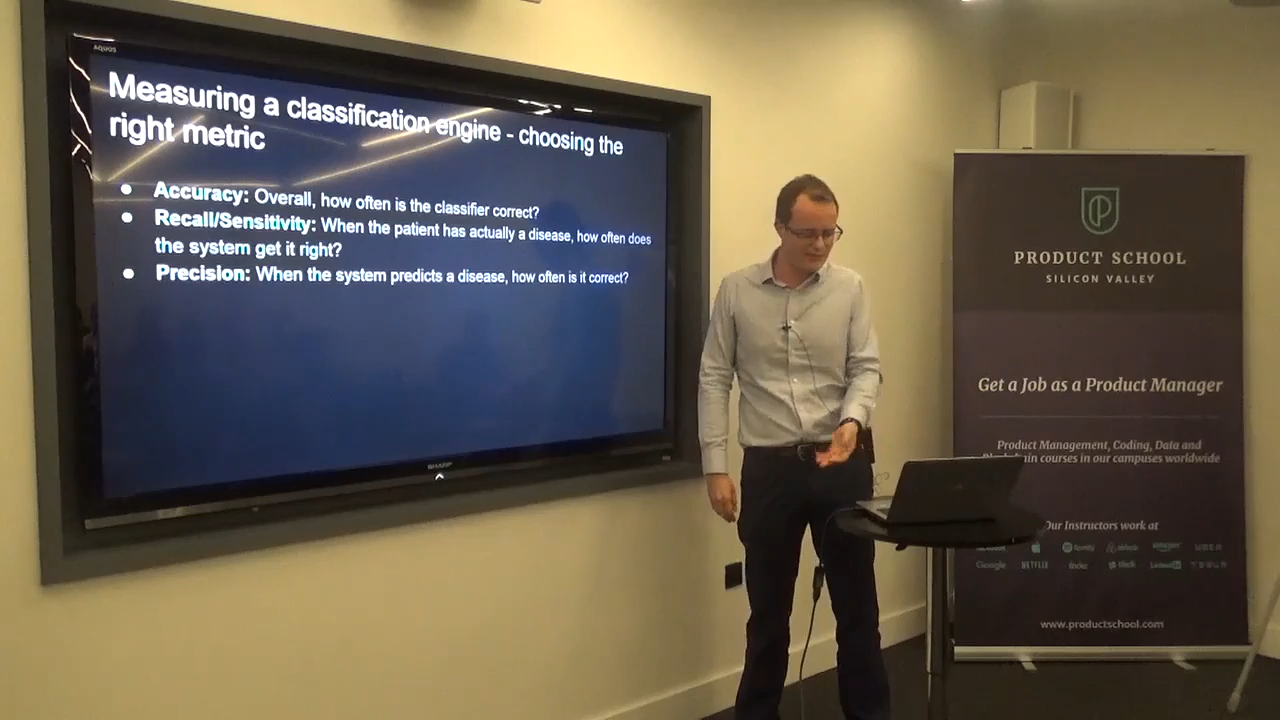 AQUOS
Measuring a classification engine - choosing the
right metric
● Accuracy: Overall, how often is the classifier correct?
● Recall/Sensitivity: When the patient has actually a disease, how often does
the system get it right?
● Precision: When the system predicts a disease, how often is it correct?
SHARP
PRODUCT SCHOOL
SILICON VALLEY
Get a Job as a Product Manager
Product Management, Coding, Data and
courses in our campuses worldwide
Our Instructors work at
Spotify airbnb amazon UBER
Google NETFLIX tinder slack LinkedIn
www.productschool.com